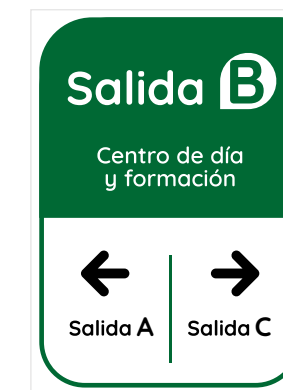 Salida B
Centro de día
y formación
Salida A
Salida C